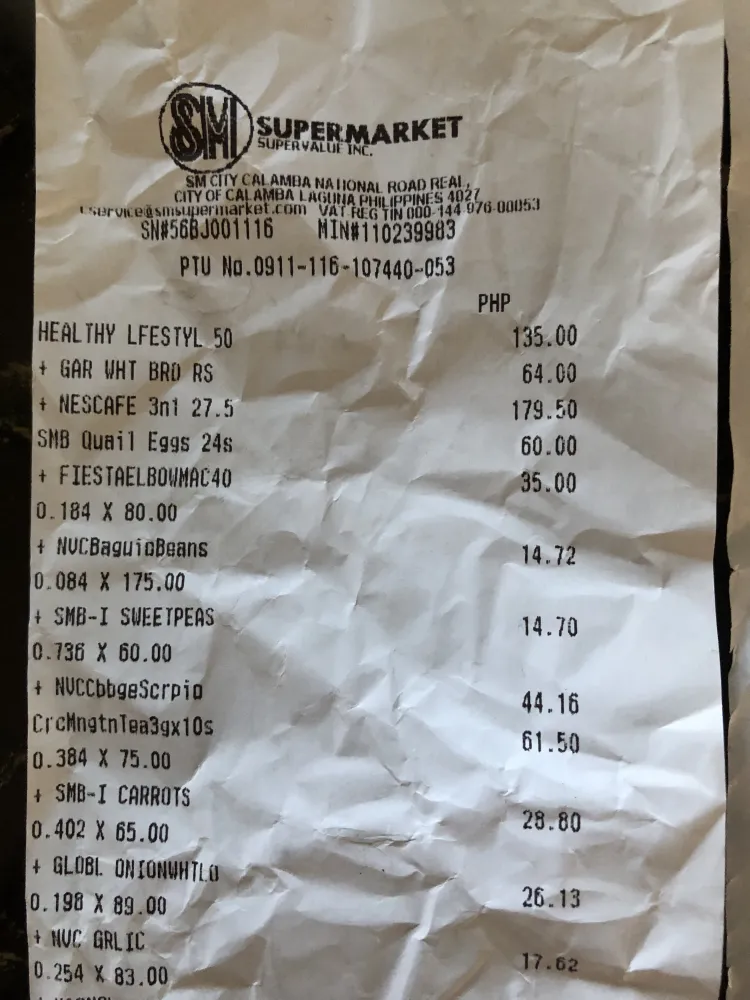 SM SUPERMARKET
SUPERVALUE INC.
SM CITY CALAMBA NATIONAL ROAD REAL,
CITY OF CALAMBA LAGUNA PHILIPPINES 4027
cservice@smsupermarket.com VAT REG TIN 000-144-976-00053
SN#56BJ001116 MIN#110239983
PTU No.0911-116-107440-053
PHP
HEALTHY LFESTYL 50 135.00
+ GAR WHT BRD RS 64.00
+ NESCAFE 3n1 27.5 179.50
SMB Quail Eggs 24s 60.00
+ FIESTAELBOWMAC40 35.00
0.184 X 80.00
+ NVCBaguioBeans 14.72
0.084 X 175.00
+ SMB-I SWEETPEAS 14.70
0.736 X 60.00
+ NVCCbbgeScrpio 44.16
CrcMngtnTea3gx10s 61.50
0.384 X 75.00
+ SMB-I CARROTS 28.80
0.402 X 65.00
+ GLOBL ONIONWHTLO 26.13
0.198 X 89.00
+ NVC GRLIC 17.62
0.254 X 83.00